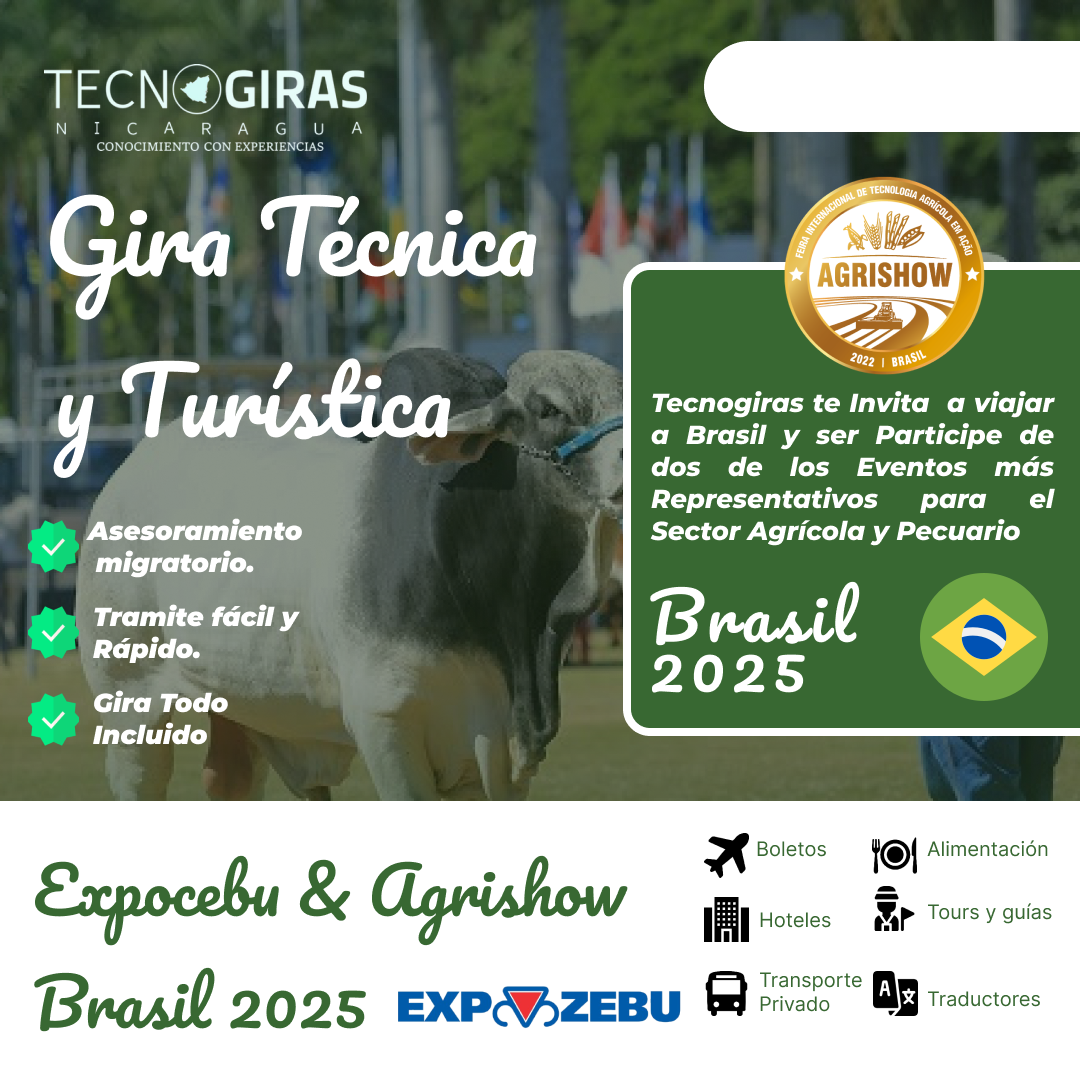 TECNOGIRAS
NICARAGUA
CONOCIMIENTO CON EXPERIENCIAS
Gira Técnica
y Turística
Asesoramiento
migratorio.
Tramite fácil y
Rápido.
Gira Todo
Incluido
FEIRA INTERNACIONAL DE TECNOLOGIA AGRÍCOLA EM AÇÃO
AGRISHOW
2022 | BRASIL
Tecnogiras te Invita a viajar
a Brasil y ser Participe de
dos de los Eventos más
Representativos para el
Sector Agrícola y Pecuario
Brasil
2025
Expocebu & Agrishow
Brasil 2025
EXPOZEBU
Boletos
Alimentación
Hoteles
Tours y guías
Transporte
Privado
A 文
Traductores